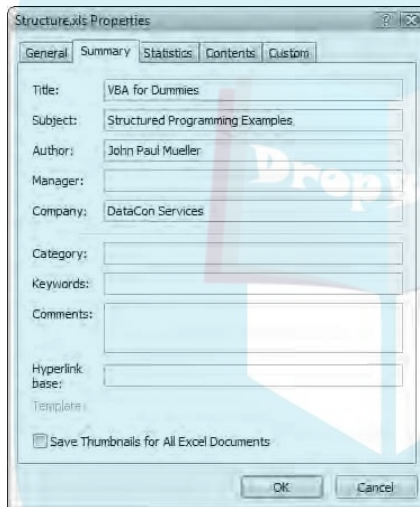 Structure.xls Properties
General Summary Statistics Contents Custom
Title: VBA for Dummies
Subject: Structured Programming Examples
Author: John Paul Mueller
Manager:
Company: DataCon Services
Category:
Keywords:
Comments:
Hyperlink
base:
Template:
Save Thumbnails for All Excel Documents
OK Cancel